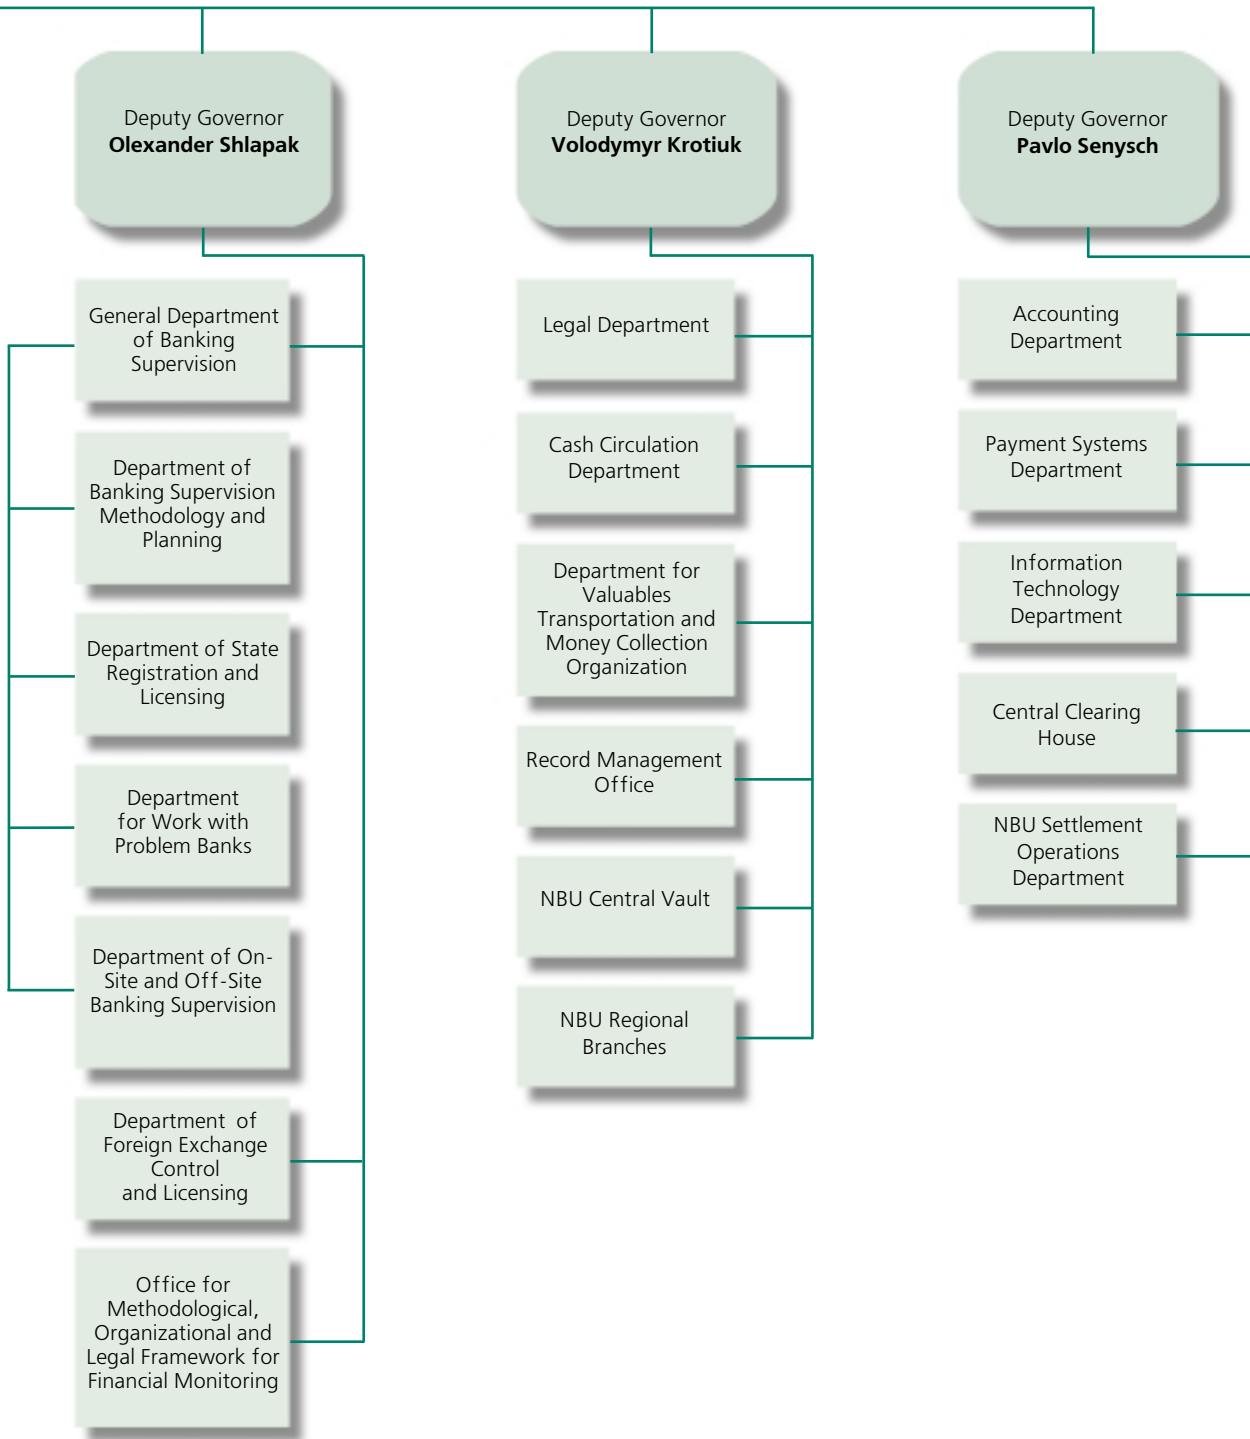 Deputy Governor
Olexander Shlapak
General Department
of Banking
Supervision
Department of
Banking Supervision
Methodology and
Planning
Department of State
Registration and
Licensing
Department
for Work with
Problem Banks
Department of On-
Site and Off-Site
Banking Supervision
Department of
Foreign Exchange
Control
and Licensing
Office for
Methodological,
Organizational and
Legal Framework for
Financial Monitoring
Deputy Governor
Volodymyr Krotiuk
Legal Department
Cash Circulation
Department
Department for
Valuables
Transportation and
Money Collection
Organization
Record Management
Office
NBU Central Vault
NBU Regional
Branches
Deputy Governor
Pavlo Senysch
Accounting
Department
Payment Systems
Department
Information
Technology
Department
Central Clearing
House
NBU Settlement
Operations
Department